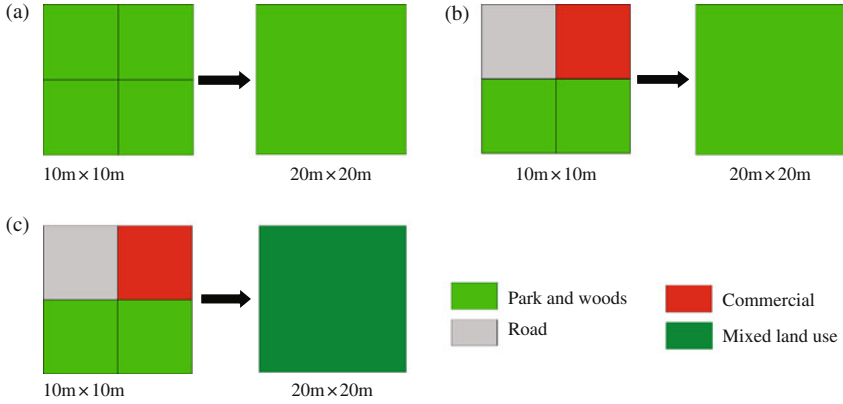 (a)
10m×10m
20m×20m
(b)
10m×10m
20m×20m
(c)
10m×10m
20m×20m
Park and woods
Commercial
Road
Mixed land use